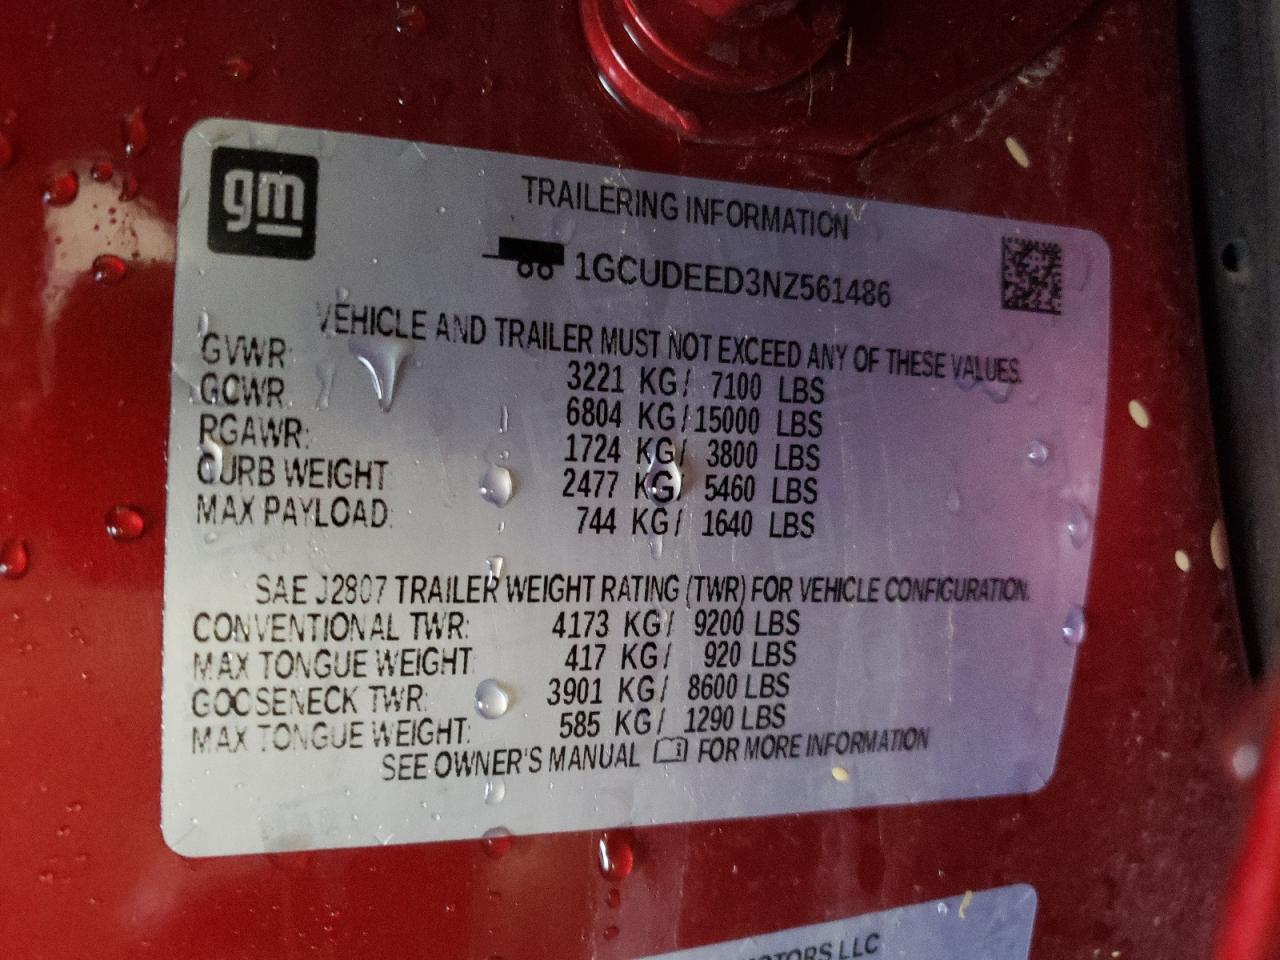 gm
TRAILERING INFORMATION
1GCUDEED3NZ561486
VEHICLE AND TRAILER MUST NOT EXCEED ANY OF THESE VALUES.
GVWR: 3221 KG/ 7100 LBS
GCWR: 6804 KG/15000 LBS
RGAWR: 1724 KG/ 3800 LBS
CURB WEIGHT 2477 KG/ 5460 LBS
MAX PAYLOAD: 744 KG/ 1640 LBS
SAE J2807 TRAILER WEIGHT RATING (TWR) FOR VEHICLE CONFIGURATION.
CONVENTIONAL TWR: 4173 KG/ 9200 LBS
MAX TONGUE WEIGHT: 417 KG/ 920 LBS
GOOSENECK TWR: 3901 KG/ 8600 LBS
MAX TONGUE WEIGHT: 585 KG/ 1290 LBS
SEE OWNER'S MANUAL FOR MORE INFORMATION
MOTORS LLC